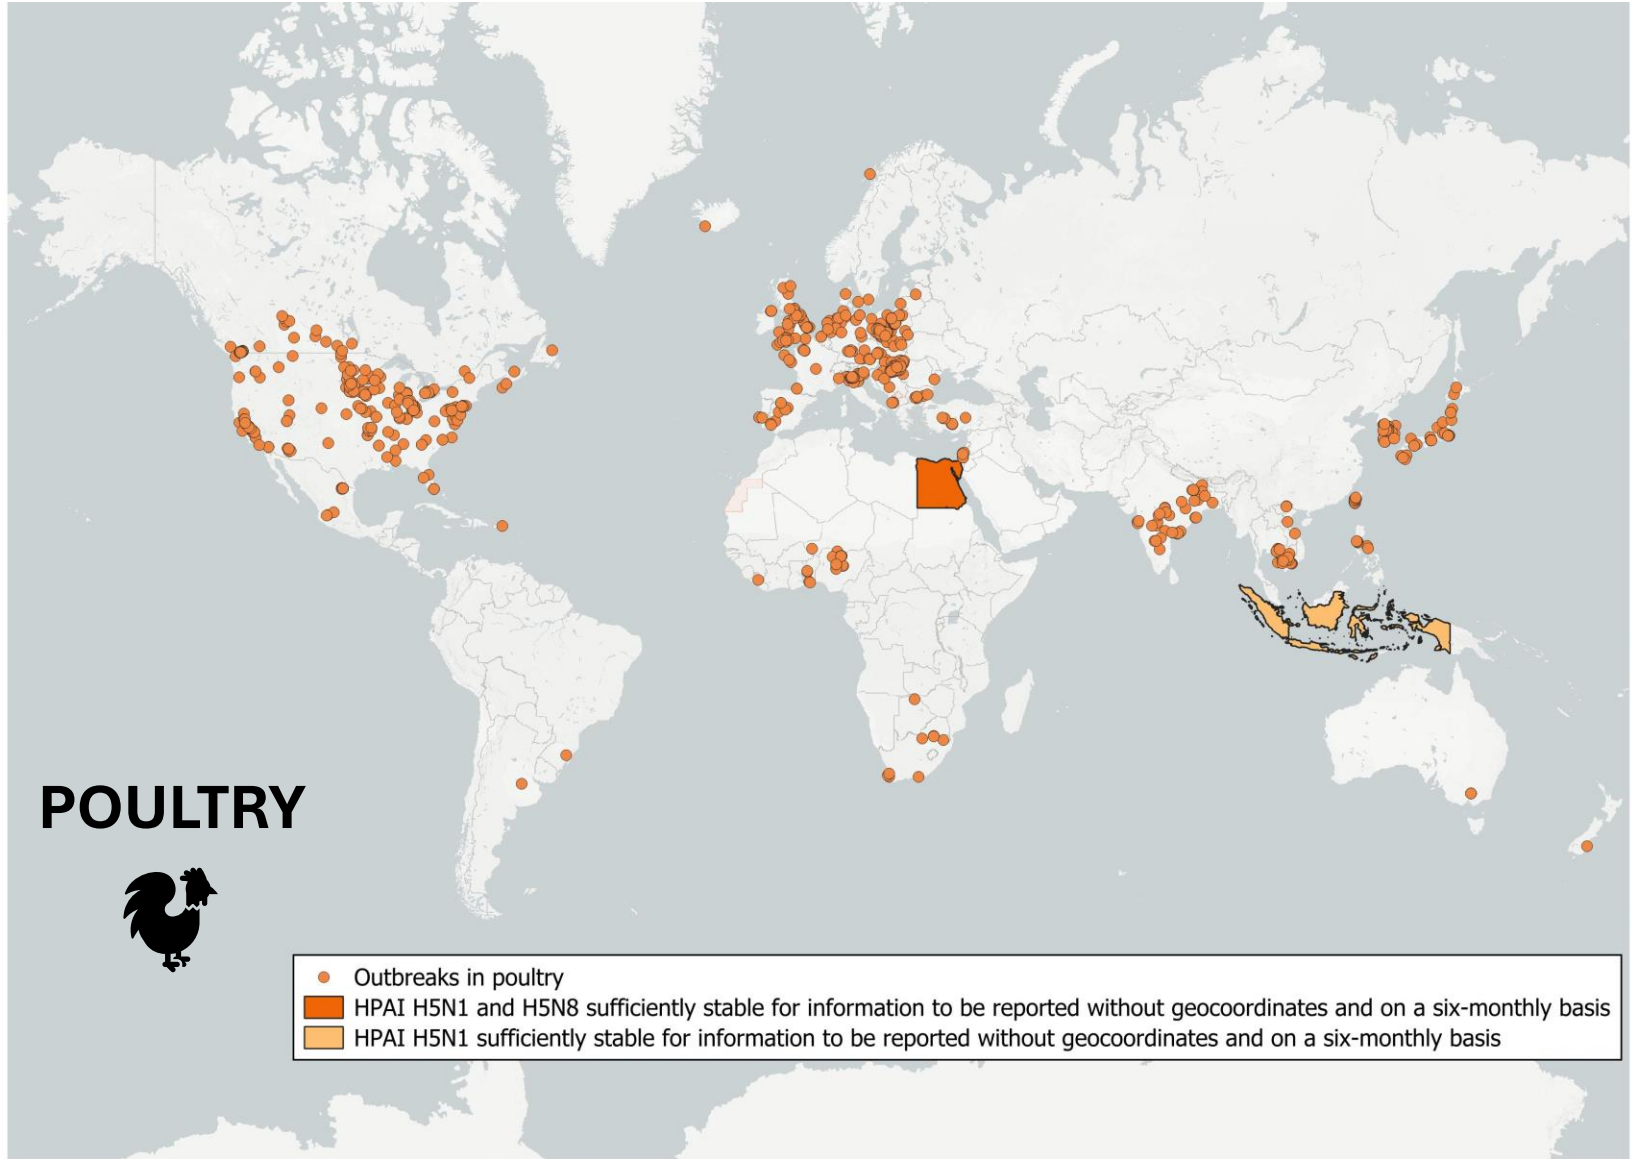 POULTRY
Outbreaks in poultry
HPAI H5N1 and H5N8 sufficiently stable for information to be reported without geocoordinates and on a six-monthly basis
HPAI H5N1 sufficiently stable for information to be reported without geocoordinates and on a six-monthly basis